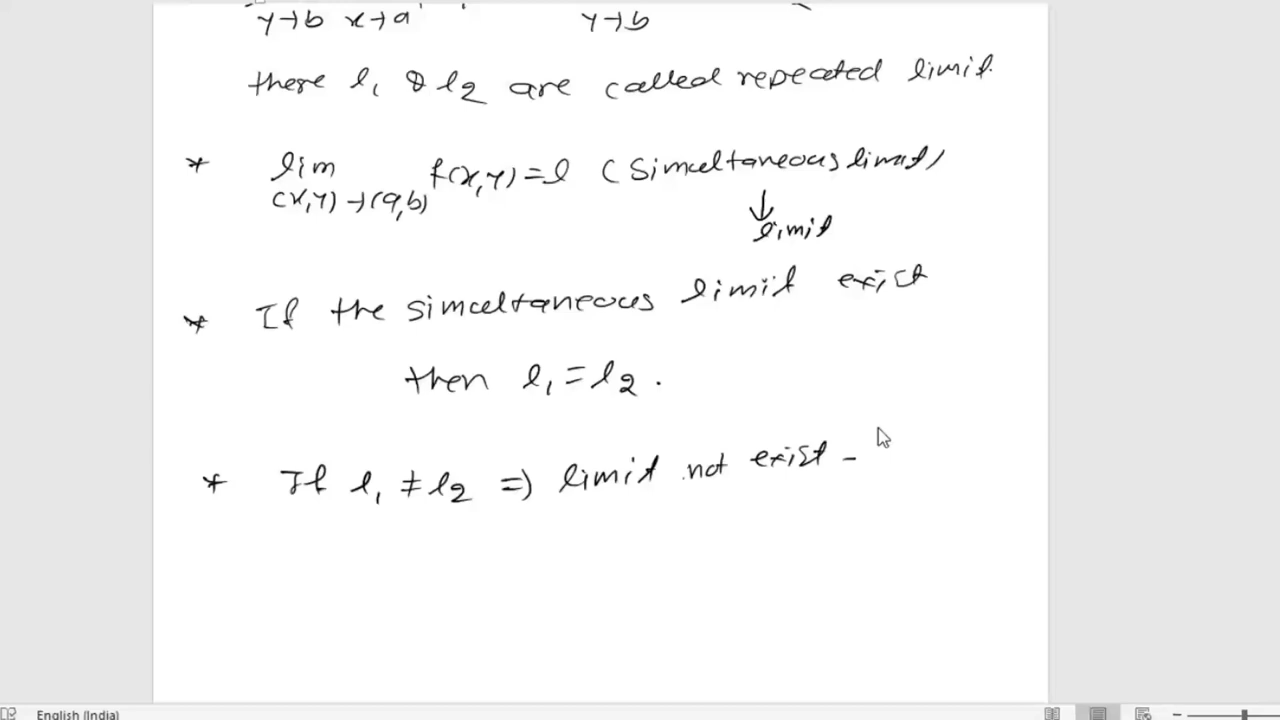 y→b x→a
y→b
there l₁ & l₂ are called repeated limit.
* lim f(x,y) = l (Simultaneous limit)
(x,y)→(a,b)
↓
limit
* If the simultaneous limit exist
then l₁ = l₂.
* If l₁ ≠ l₂ ⇒ limit not exist -
English (India)